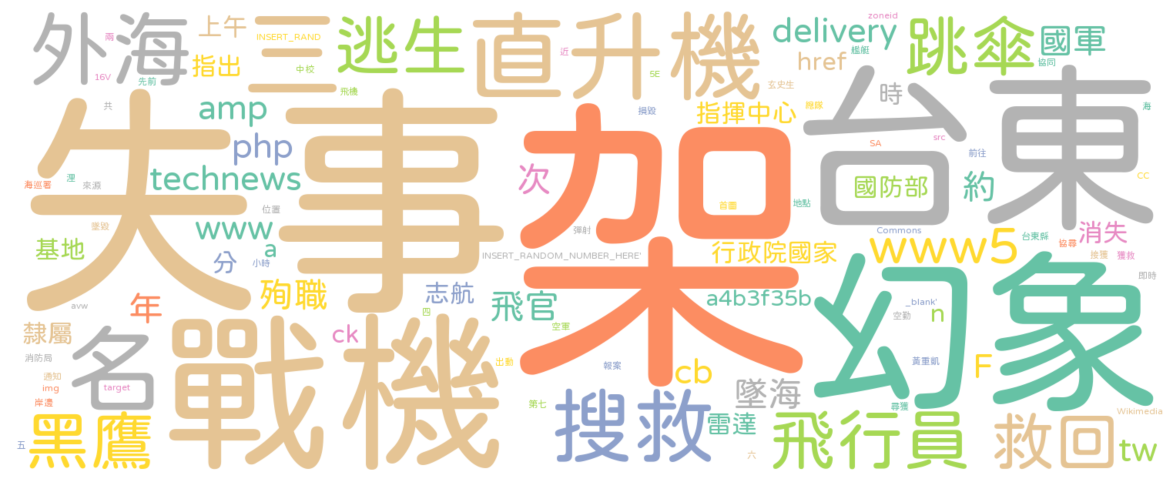 外海
兩
16V
上午
指出
先前
INSERT_RAND
三
中校
飛機
逃生
直升機
近
5E
delivery
zoneid
艦艇
href
玄史生
跳傘
國軍
協同
失事
amp
php
technews
www
a
分
小時
位置
海巡署
湮
來源
墜毀
基地
年
avw
殉職
志航
四
架
次
損毀
指揮中心
幾隊
首圖
地點
彈射
INSERT_RANDOM_NUMBER_HERE'
行政院國家
飛官
空軍
a4b3f35b
時
SA
src
台東
國防部
約
前往
海
CC
Commons
www5
台東縣
協尋
消失
接獲
獲救
即時
隸屬
消防局
通知
img
岸濃
名
target
黑鷹
五
戰機
ck
出動
第七
搜救
報案
cb
雷達
墜海
六
幻象
_blank'
空勤
n
黃重凱
F
尋獲
飛行員
救回
Wikimedia
tw
共